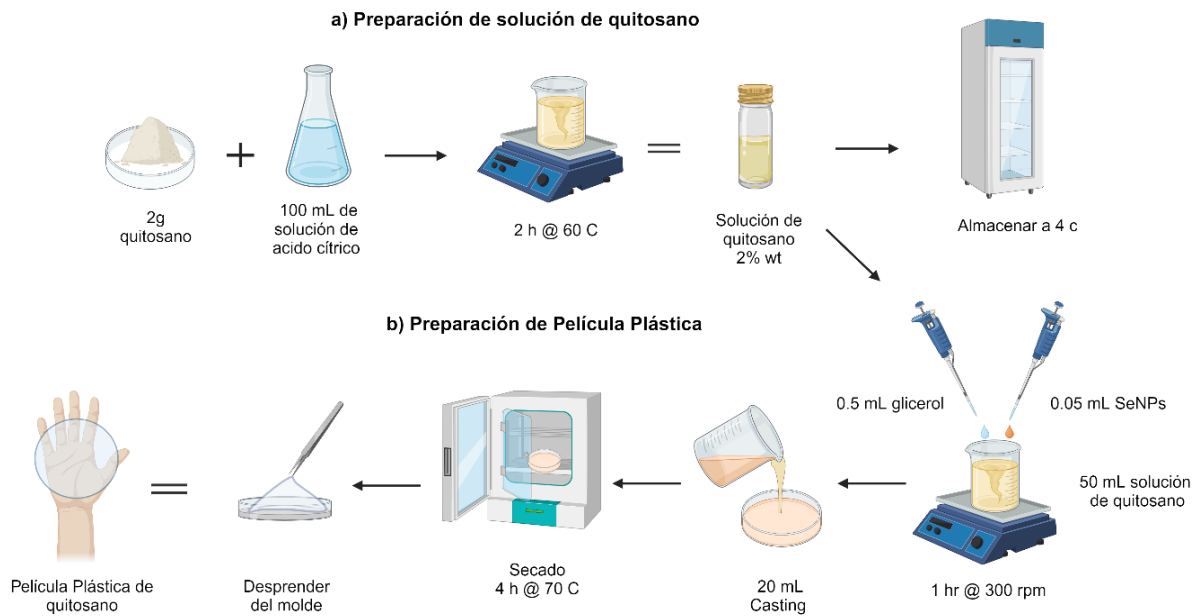 a) Preparación de solución de quitosano
2g
quitosano
100 mL de
solución de
acido cítrico
2 h @ 60 C
Solución de
quitosano
2% wt
Almacenar a 4 c
b) Preparación de Película Plástica
0.5 mL glicerol
0.05 mL SeNPs
50 mL solución
de quitosano
1 hr @ 300 rpm
20 mL
Casting
Secado
4 h @ 70 C
Desprender
del molde
Película Plástica de
quitosano